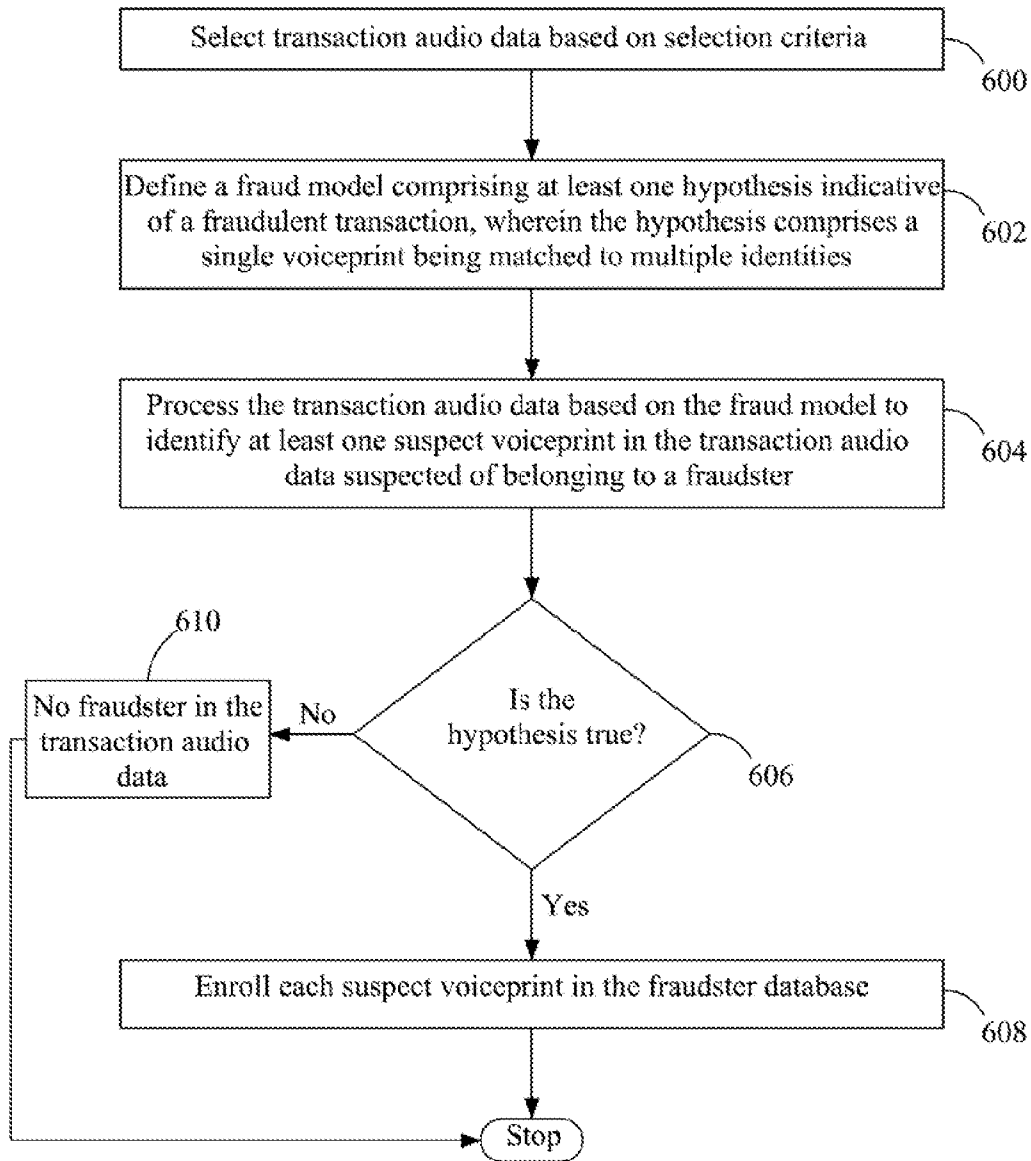 Select transaction audio data based on selection criteria
600
Define a fraud model comprising at least one hypothesis indicative
of a fraudulent transaction, wherein the hypothesis comprises a
single voiceprint being matched to multiple identities
602
Process the transaction audio data based on the fraud model to
identify at least one suspect voiceprint in the transaction audio
data suspected of belonging to a fraudster
604
610
No fraudster in the
transaction audio
data
No
Is the
hypothesis true?
606
Yes
Enroll each suspect voiceprint in the fraudster database
608
Stop